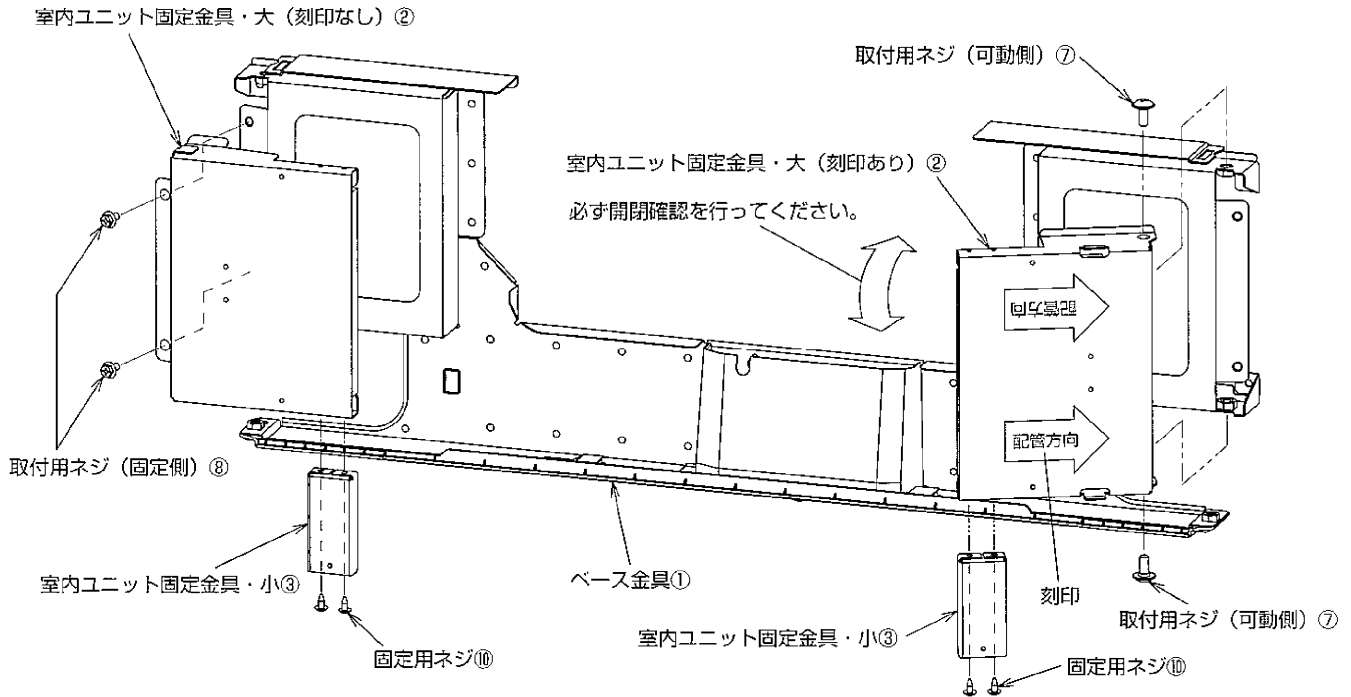 室内ユニット固定金具・大（刻印なし）②
取付用ネジ（可動側）⑦
室内ユニット固定金具・大（刻印あり）②
必ず開閉確認を行ってください。
配管方向
配管方向
取付用ネジ（固定側）⑧
室内ユニット固定金具・小③
ベース金具①
刻印
取付用ネジ（可動側）⑦
室内ユニット固定金具・小③
固定用ネジ⑩
固定用ネジ⑩